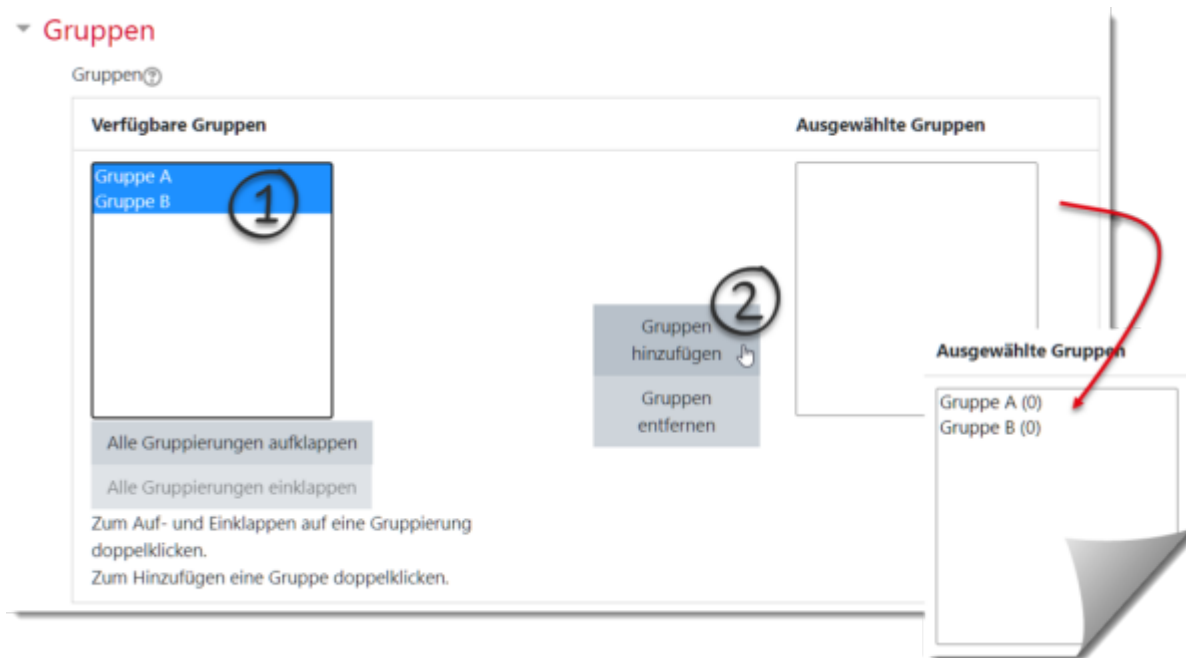 Gruppen
Gruppen
Verfügbare Gruppen
Ausgewählte Gruppen
Gruppe A
Gruppe B
1
2
Gruppen
hinzufügen
Gruppen
entfernen
Alle Gruppierungen aufklappen
Alle Gruppierungen einklappen
Zum Auf- und Einklappen auf eine Gruppierung
doppelklicken.
Zum Hinzufügen eine Gruppe doppelklicken.
Ausgewählte Gruppen
Gruppe A (0)
Gruppe B (0)